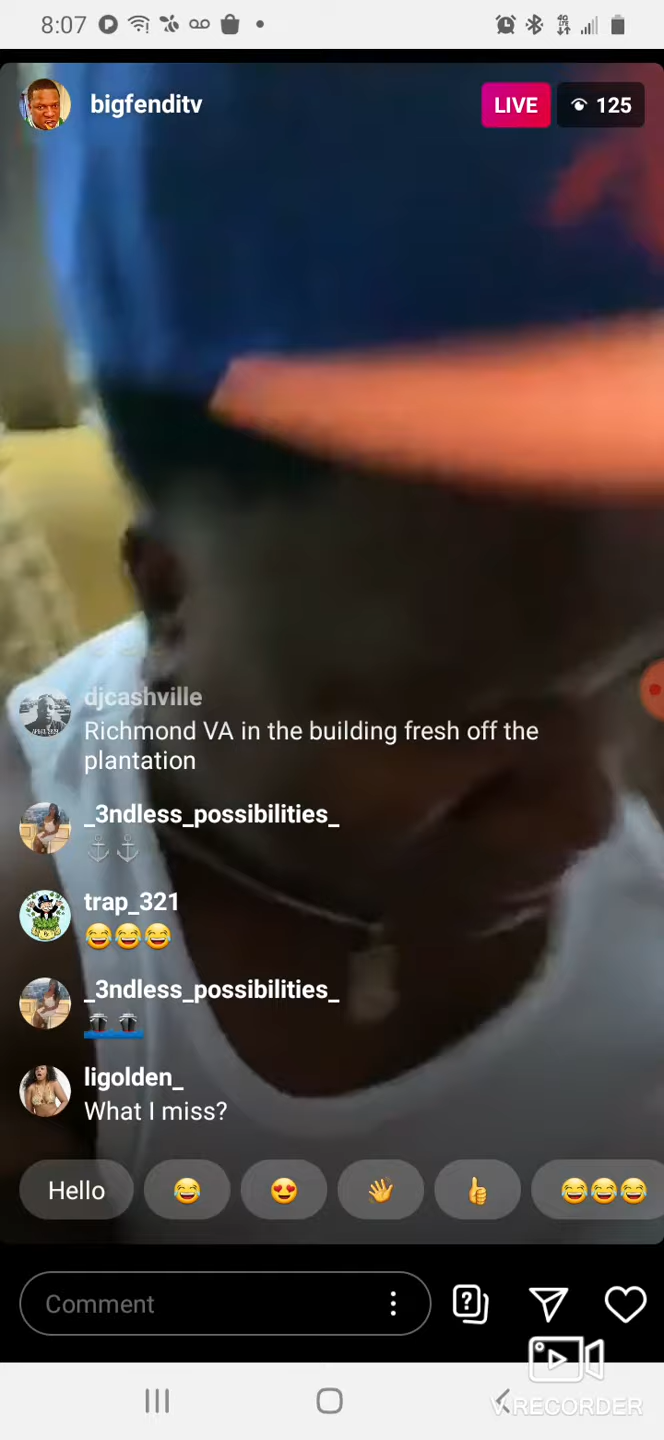 8:07
bigfenditv
LIVE
125
djcashville
Richmond VA in the building fresh off the
plantation
_3ndless_possibilities_
trap_321
_3ndless_possibilities_
ligolden_
What I miss?
Hello
Comment
V.RECORDER